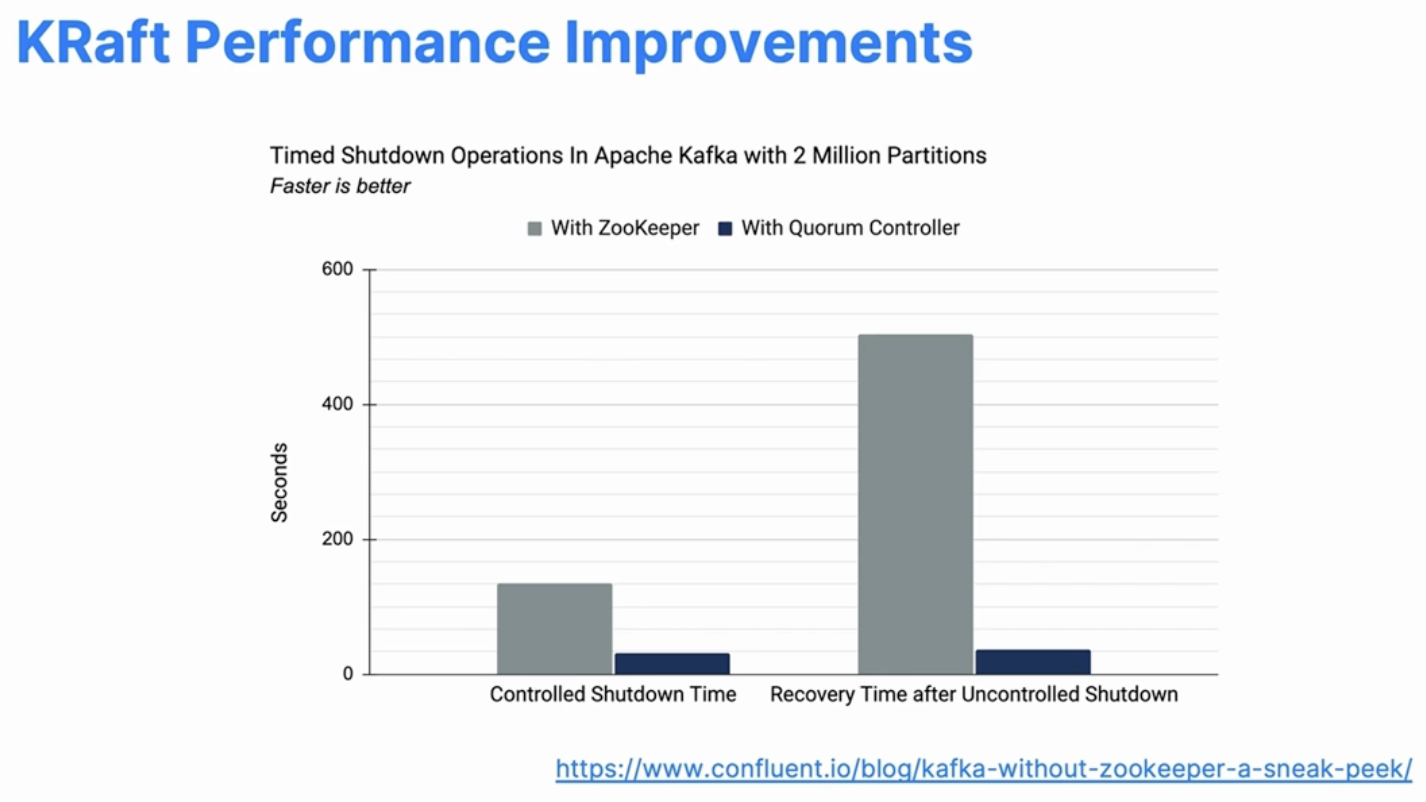 KRaft Performance Improvements
Timed Shutdown Operations In Apache Kafka with 2 Million Partitions
Faster is better
With ZooKeeper With Quorum Controller
600
400
200
0
Seconds
Controlled Shutdown Time Recovery Time after Uncontrolled Shutdown
https://www.confluent.io/blog/kafka-without-zookeeper-a-sneak-peek/